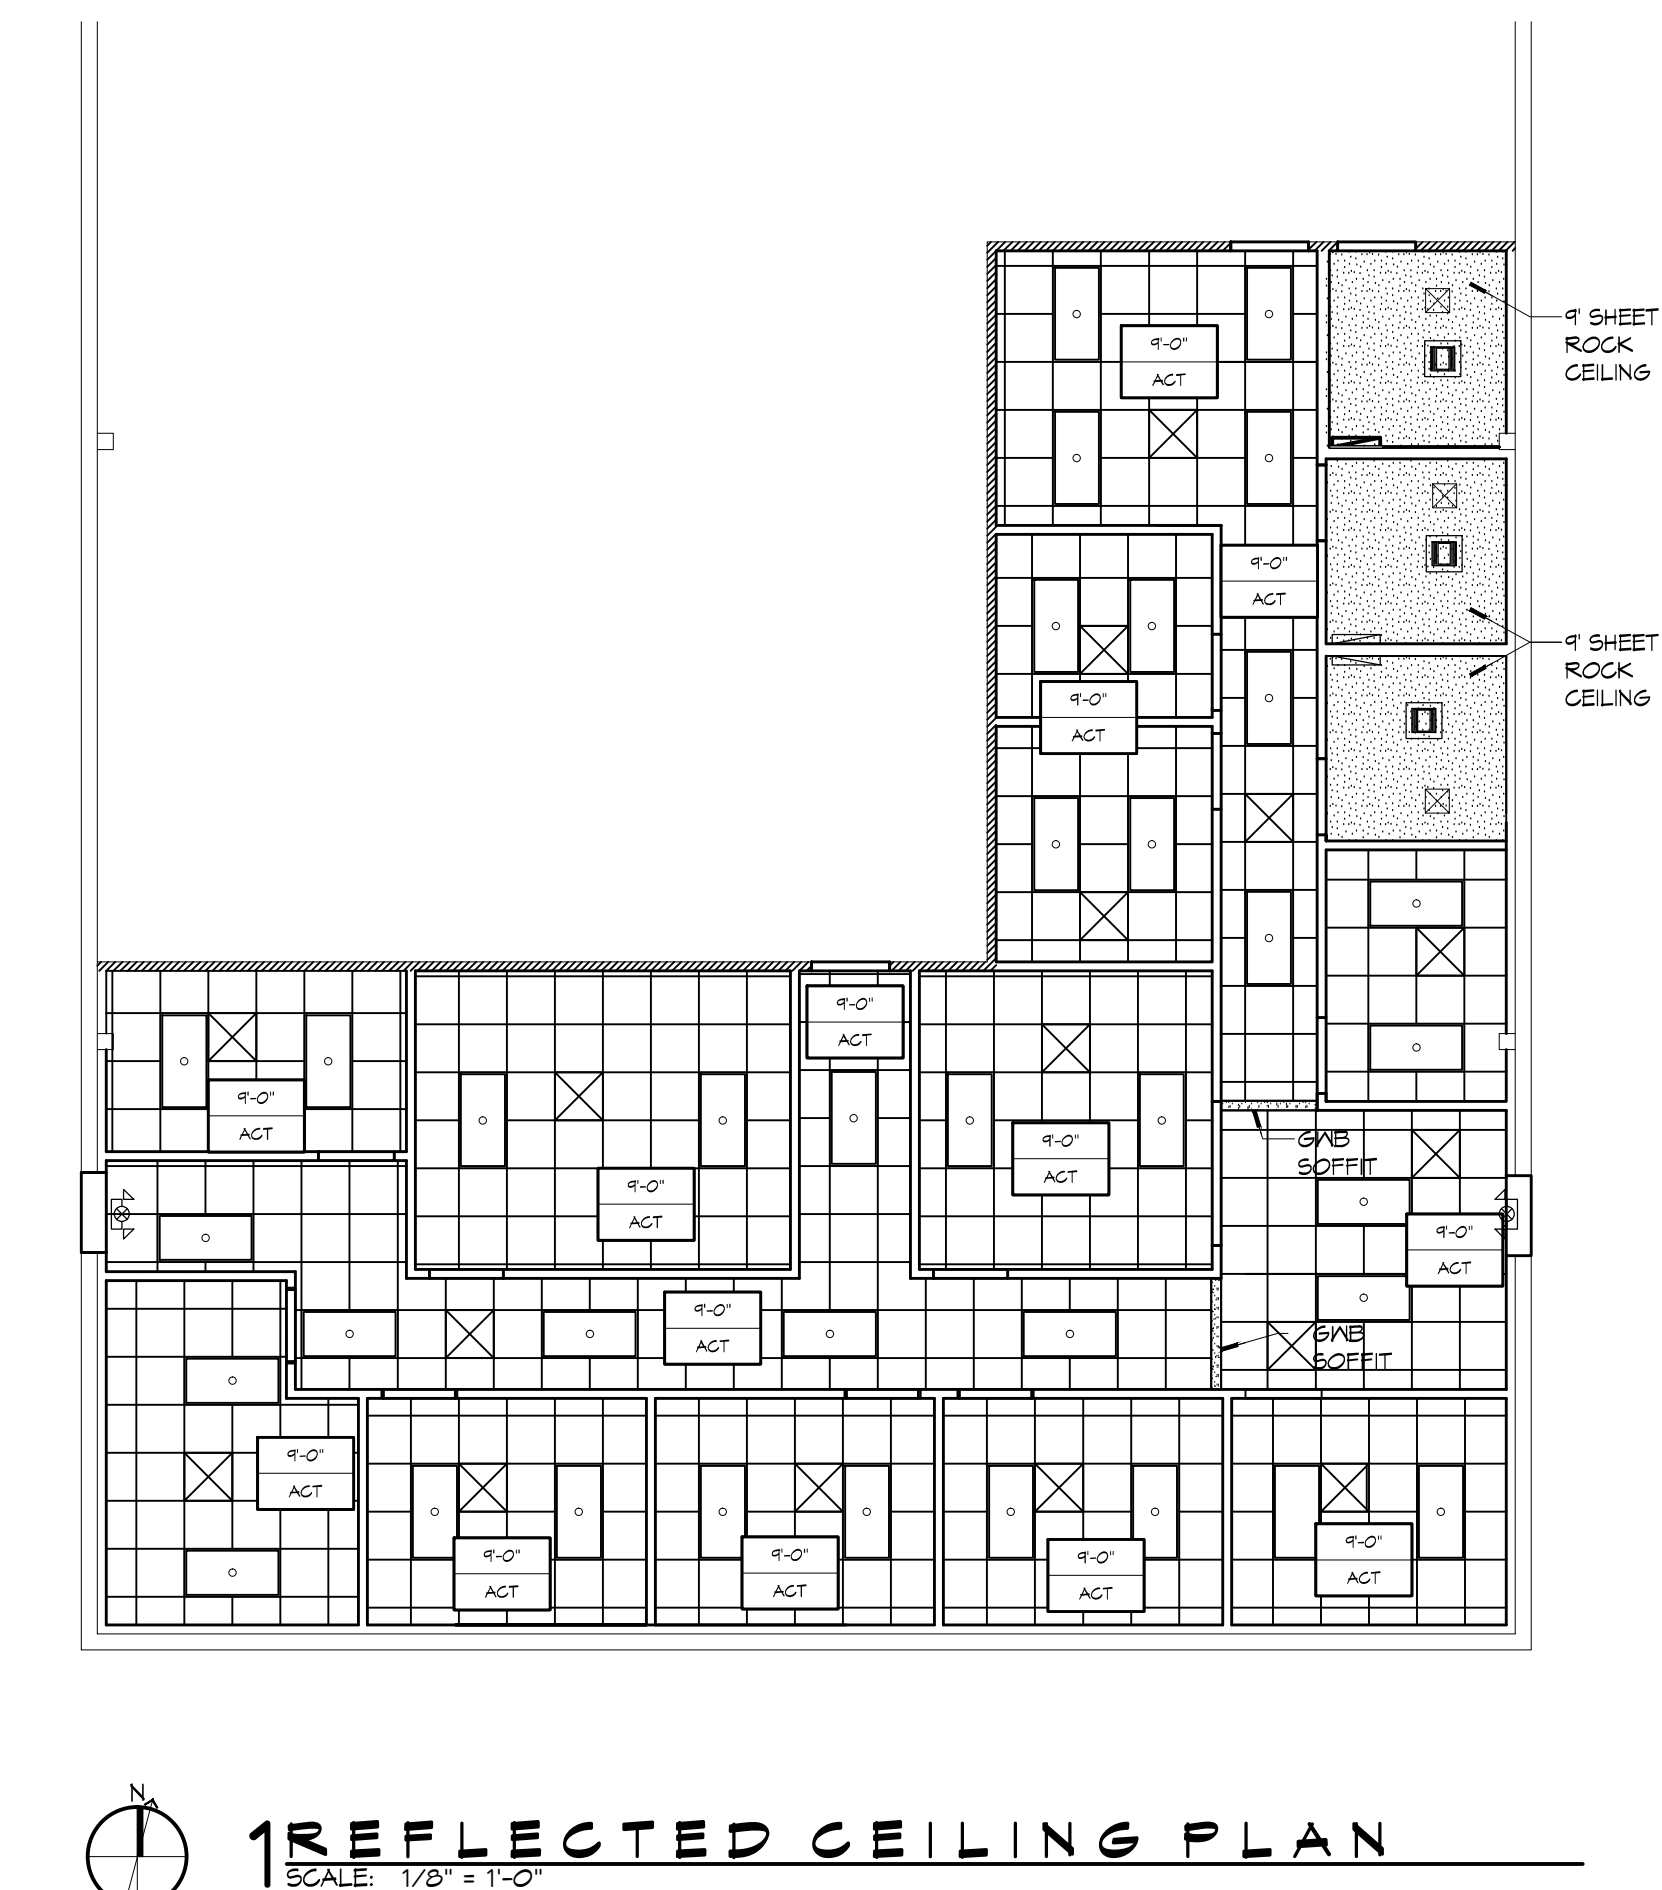 9'-0"
ACT
9' SHEET
ROCK
CEILING
9'-0"
ACT
9'-0"
ACT
9' SHEET
ROCK
CEILING
9'-0"
ACT
9'-0"
ACT
9'-0"
ACT
9'-0"
ACT
GWB
SOFFIT
9'-0"
ACT
9'-0"
ACT
9'-0"
ACT
GWB
SOFFIT
9'-0"
ACT
9'-0"
ACT
9'-0"
ACT
9'-0"
ACT
9'-0"
ACT
N
1 REFLECTED CEILING PLAN
SCALE: 1/8" = 1'-0"